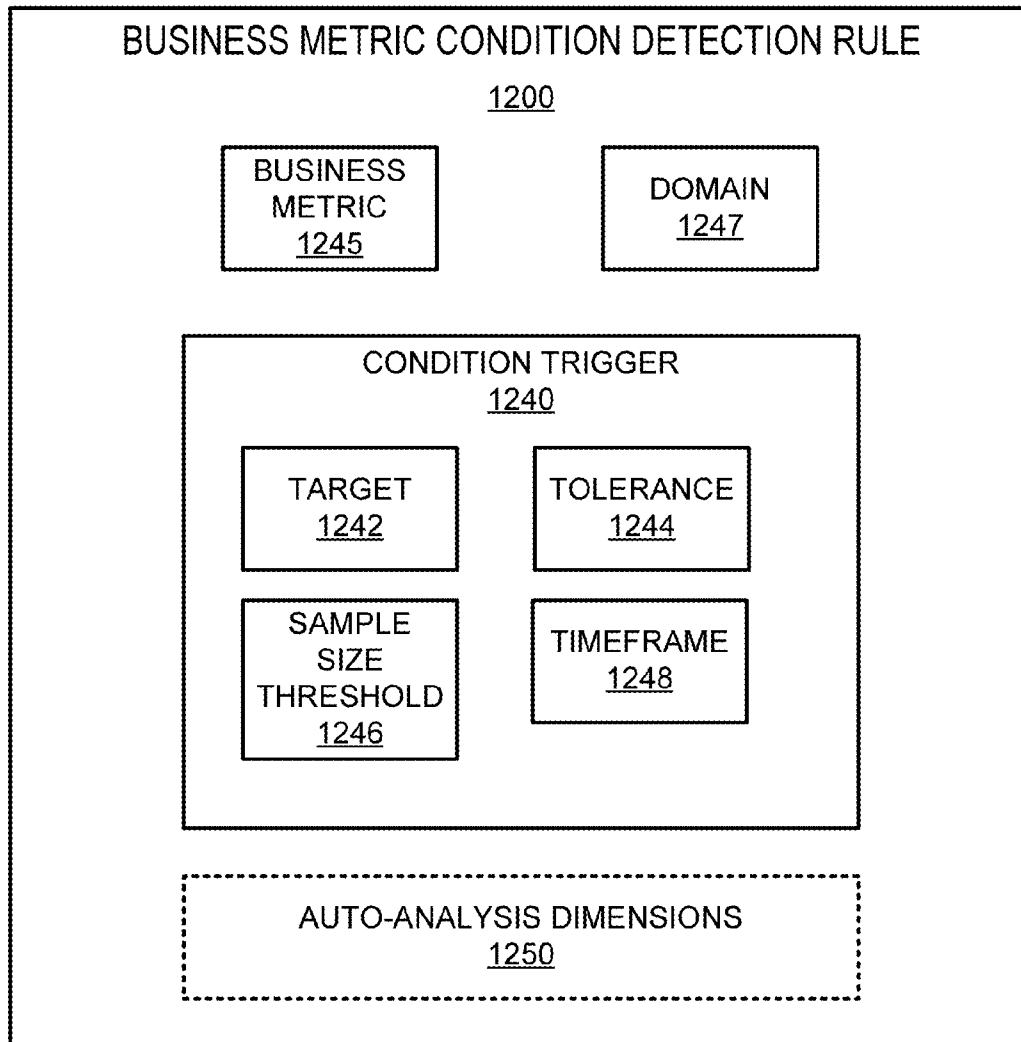 BUSINESS METRIC CONDITION DETECTION RULE
1200
BUSINESS
METRIC
1245
DOMAIN
1247
CONDITION TRIGGER
1240
TARGET
1242
TOLERANCE
1244
SAMPLE
SIZE
THRESHOLD
1246
TIMEFRAME
1248
AUTO-ANALYSIS DIMENSIONS
1250